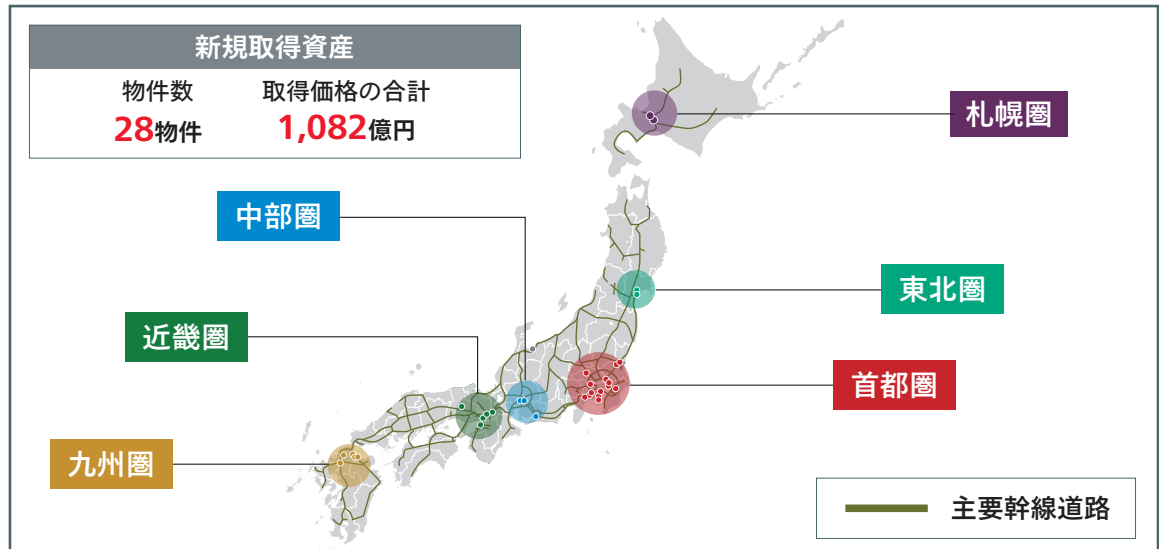 新規取得資産
物件数 取得価格の合計
28物件 1,082億円
札幌圏
中部圏
東北圏
近畿圏
首都圏
九州圏
主要幹線道路